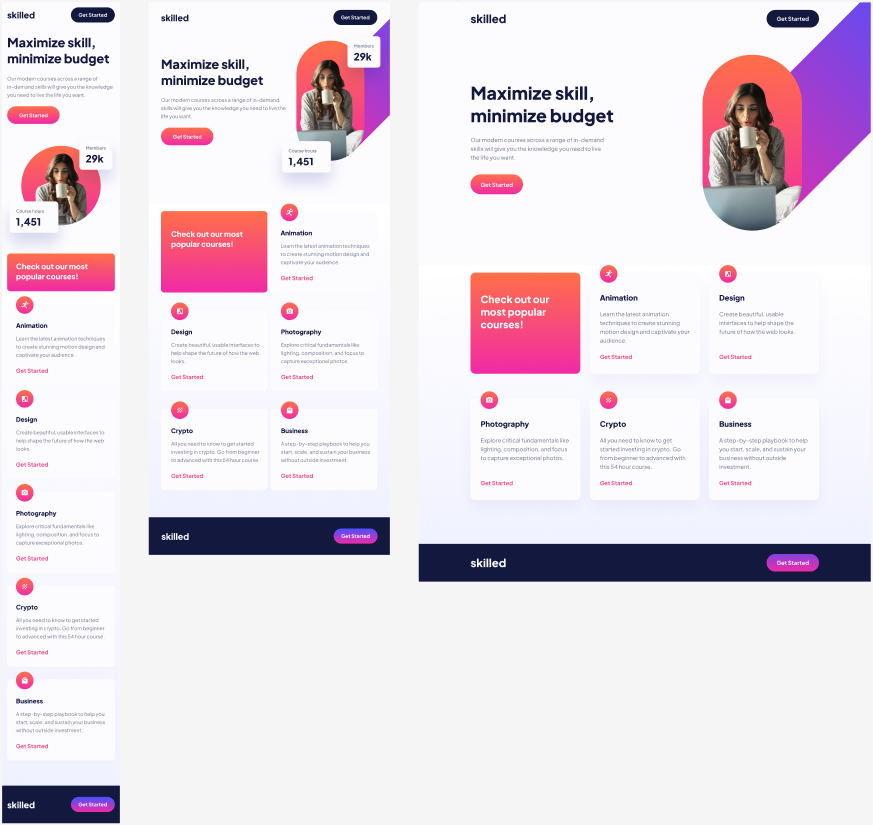 skilled
Get Started
Maximize skill,
minimize budget
Our modern courses across a range of
in-demand skills will give you the knowledge
you need to live the life you want.
Get Started
Members
29k
Course hours
1,451
Check out our most
popular courses!
Animation
Learn the latest animation techniques
to create stunning motion design and
captivate your audience.
Get Started
Design
Create beautiful, usable interfaces to
help shape the future of how the web
looks.
Get Started
Photography
Explore critical fundamentals like
lighting, composition, and focus to
capture exceptional photos.
Get Started
Crypto
All you need to know to get started
investing in crypto. Go from beginner
to advanced with this 54 hour course.
Get Started
Business
A step-by-step playbook to help you
start, scale, and sustain your business
without outside investment.
Get Started
skilled
Get Started
skilled
Get Started
Maximize skill,
minimize budget
Our modern courses across a range of in-demand
skills will give you the knowledge you need to live
the life you want.
Get Started
Members
29k
Course hours
1,451
Check out our most
popular courses!
Animation
Learn the latest animation techniques
to create stunning motion design and
captivate your audience.
Get Started
Design
Create beautiful, usable interfaces to
help shape the future of how the web
looks.
Get Started
Photography
Explore critical fundamentals like
lighting, composition, and focus to
capture exceptional photos.
Get Started
Crypto
All you need to know to get started
investing in crypto. Go from beginner
to advanced with this 54 hour course.
Get Started
Business
A step-by-step playbook to help you
start, scale, and sustain your business
without outside investment.
Get Started
skilled
Get Started
skilled
Get Started
Maximize skill,
minimize budget
Our modern courses across a range of in-demand
skills will give you the knowledge you need to live
the life you want.
Get Started
Check out our
most popular
courses!
Animation
Learn the latest animation
techniques to create stunning
motion design and captivate your
audience.
Get Started
Design
Create beautiful, usable
interfaces to help shape the
future of how the web looks.
Get Started
Photography
Explore critical fundamentals like
lighting, composition, and focus
to capture exceptional photos.
Get Started
Crypto
All you need to know to get
started investing in crypto. Go
from beginner to advanced with
this 54 hour course.
Get Started
Business
A step-by-step playbook to help
you start, scale, and sustain your
business without outside
investment.
Get Started
skilled
Get Started